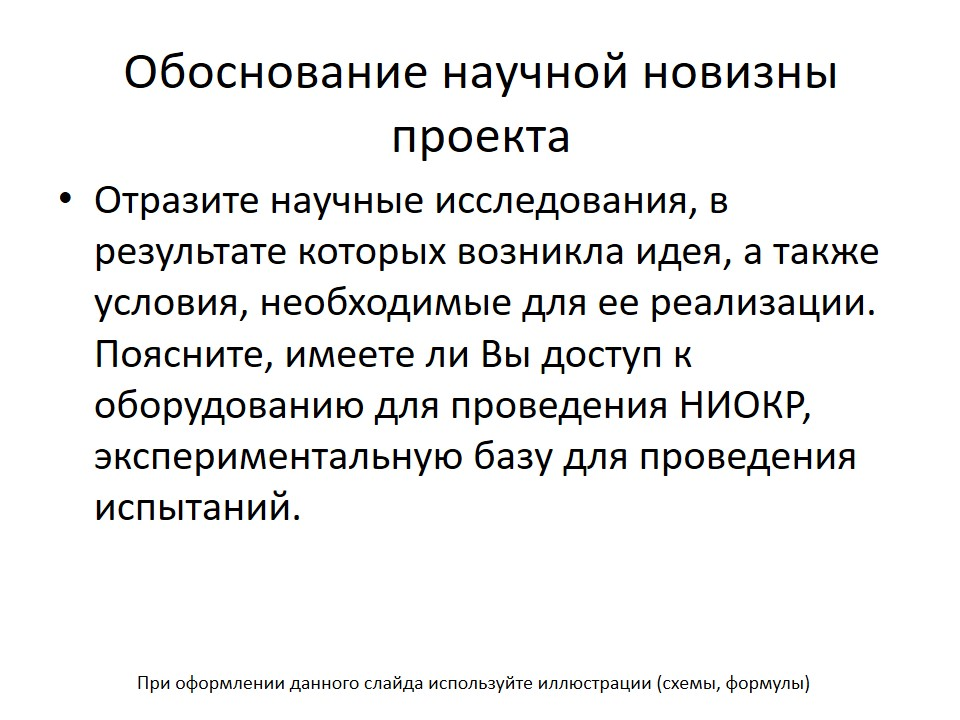 Обоснование научной новизны
проекта
• Отразите научные исследования, в
результате которых возникла идея, а также
условия, необходимые для ее реализации.
Поясните, имеете ли Вы доступ к
оборудованию для проведения НИОКР,
экспериментальную базу для проведения
испытаний.
При оформлении данного слайда используйте иллюстрации (схемы, формулы)